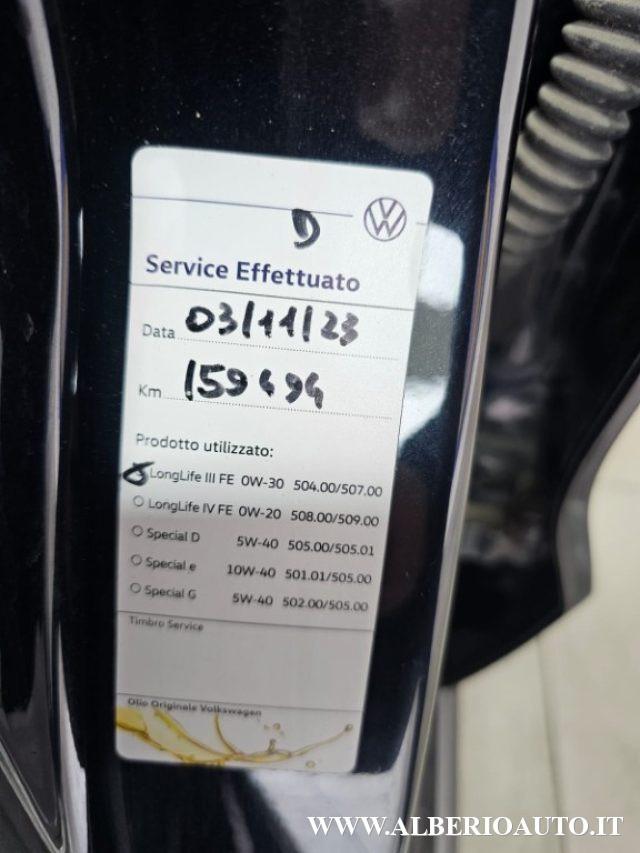 D
Service Effettuato
Data 03/11/23
Km 159494
Prodotto utilizzato:
LongLife III FE 0W-30 504.00/507.00
LongLife IV FE 0W-20 508.00/509.00
Special D 5W-40 505.00/505.01
Special e 10W-40 501.01/505.00
Special G 5W-40 502.00/505.00
Timbro Service
Olio Originale Volkswagen
WWW.ALBERIOAUTO.IT